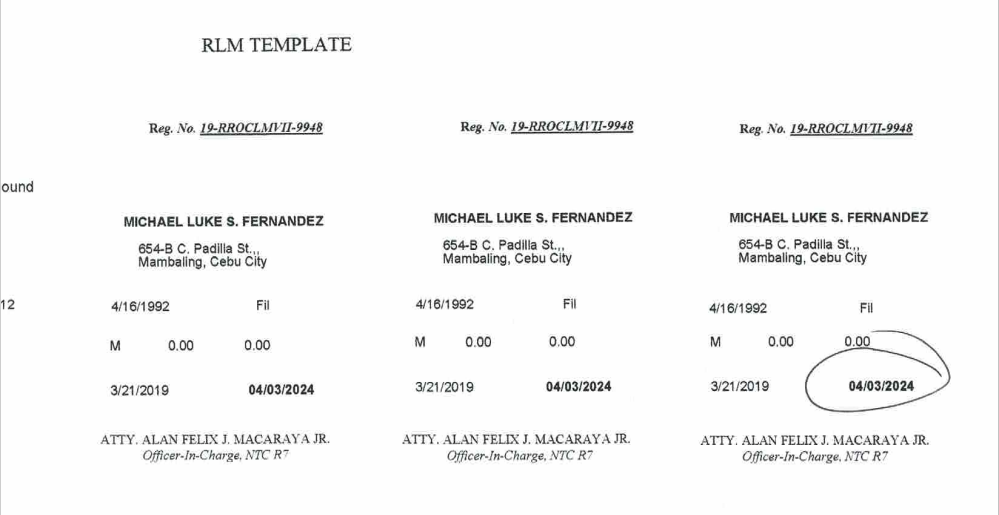 RLM TEMPLATE
Reg. No. 19-RROCLMVII-9948
Reg. No. 19-RROCLMVII-9948
Reg. No. 19-RROCLMVII-9948
ound
MICHAEL LUKE S. FERNANDEZ
MICHAEL LUKE S. FERNANDEZ
MICHAEL LUKE S. FERNANDEZ
654-B C. Padilla St.,,
654-B C. Padilla St.,,
654-B C. Padilla St.,,
Mambaling, Cebu City
Mambaling, Cebu City
Mambaling, Cebu City
12
4/16/1992 Fil
4/16/1992 Fil
4/16/1992 Fil
M 0.00 0.00
M 0.00 0.00
M 0.00 0.00
3/21/2019 04/03/2024
3/21/2019 04/03/2024
3/21/2019 04/03/2024
ATTY. ALAN FELIX J. MACARAYA JR.
ATTY. ALAN FELIX J. MACARAYA JR.
ATTY. ALAN FELIX J. MACARAYA JR.
Officer-In-Charge, NTC R7
Officer-In-Charge, NTC R7
Officer-In-Charge, NTC R7